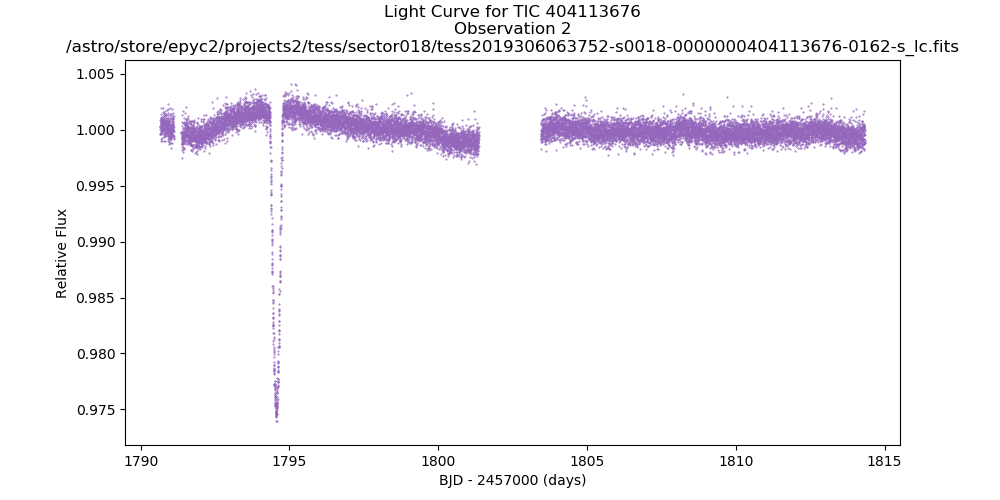 Light Curve for TIC 404113676
Observation 2
/astro/store/epyc2/projects2/tess/sector018/tess2019306063752-s0018-0000000404113676-0162-s_lc.fits
1.005
1.000
0.995
0.990
0.985
0.980
0.975
Relative Flux
1790 1795 1800 1805 1810 1815
BJD - 2457000 (days)